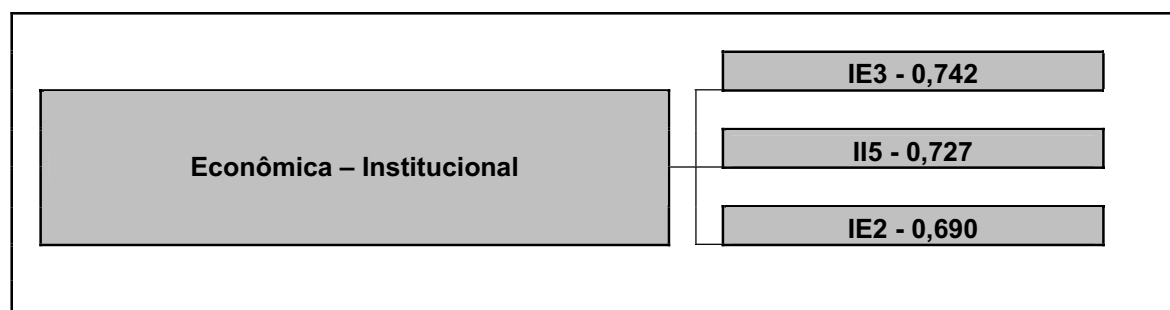 IE3 - 0,742
Econômica – Institucional
II5 - 0,727
IE2 - 0,690